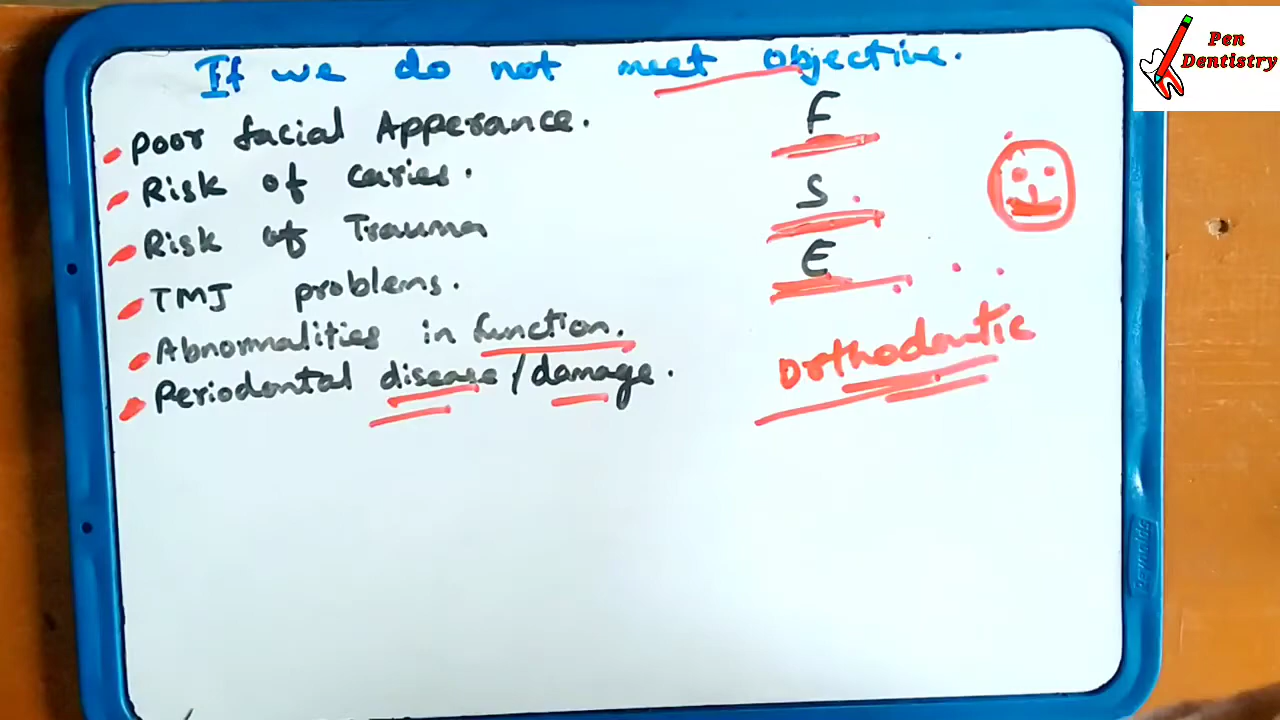 If we do not meet objective.
Poor facial Apperance.
Risk of caries.
Risk of Trauma
TMJ problems.
Abnormalities in function.
Periodontal disease / damage.
F
S
E
orthodontic
Pen
Dentistry
Reynolds